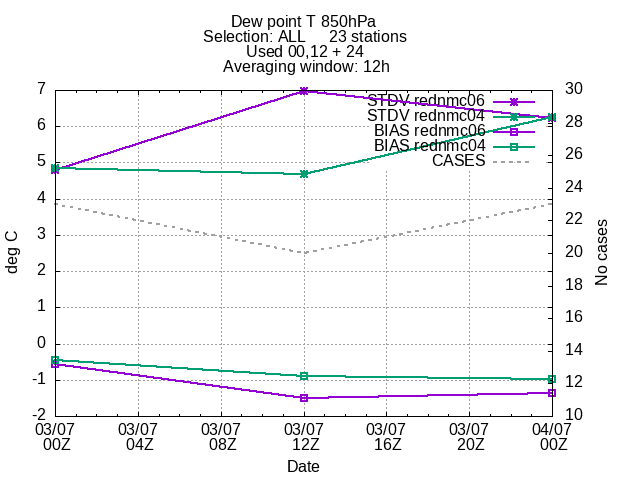 Dew point T 850hPa
Selection: ALL 23 stations
Used 00,12 + 24
Averaging window: 12h
7
6
5
4
3
2
1
0
-1
-2
deg C
30
28
26
24
22
20
18
16
14
12
10
No cases
STDV rednmc06
STDV rednmc04
BIAS rednmc06
BIAS rednmc04
CASES
03/07 03/07 03/07 03/07 03/07 03/07 04/07
00Z 04Z 08Z 12Z 16Z 20Z 00Z
Date